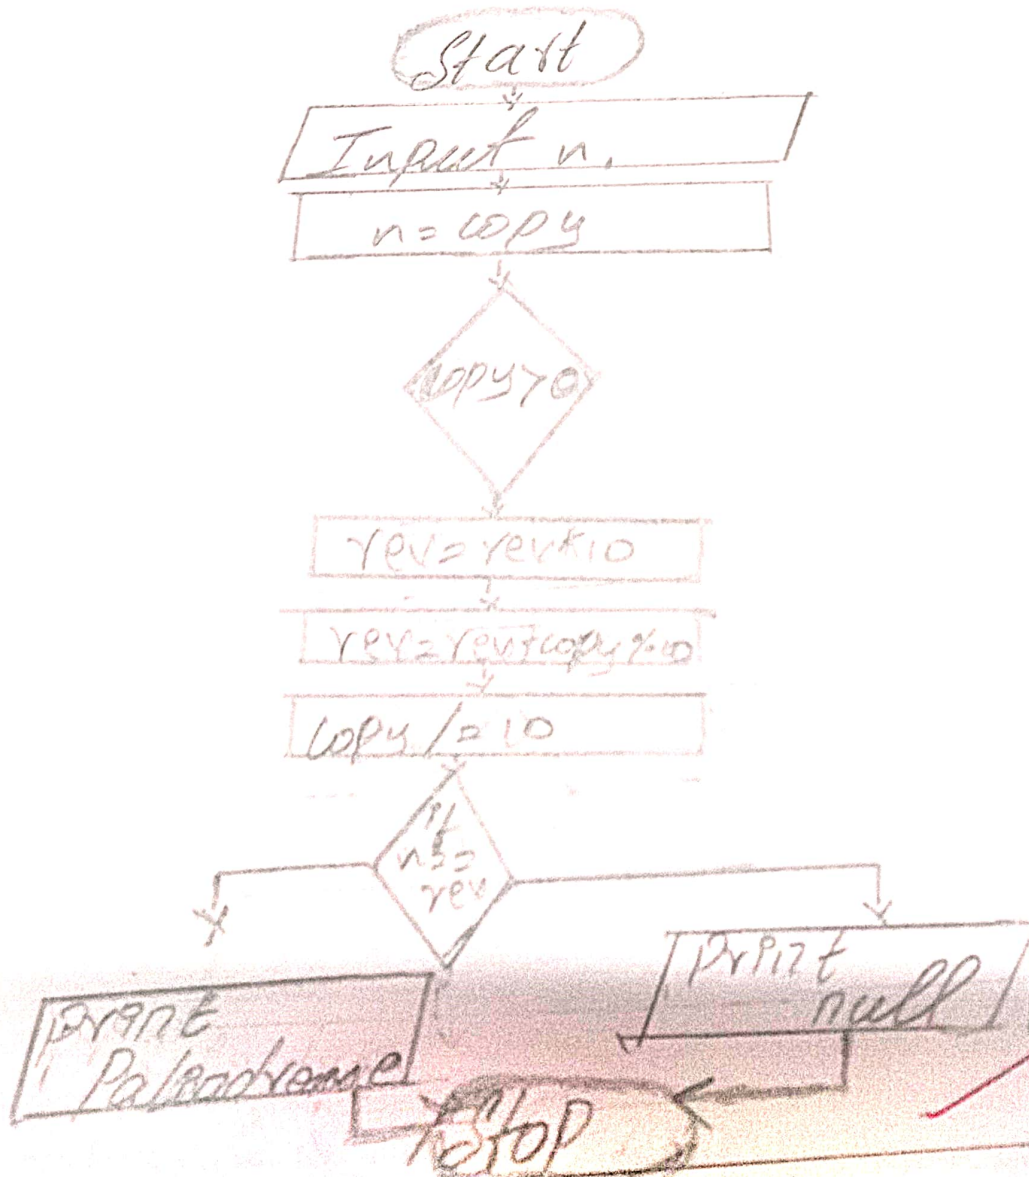 Start
Input n.
n = copy
copy > 0
rev = rev * 10
rev = rev + copy % 10
copy / = 10
if
n = =
rev
print
null
print
Palindreme
Stop